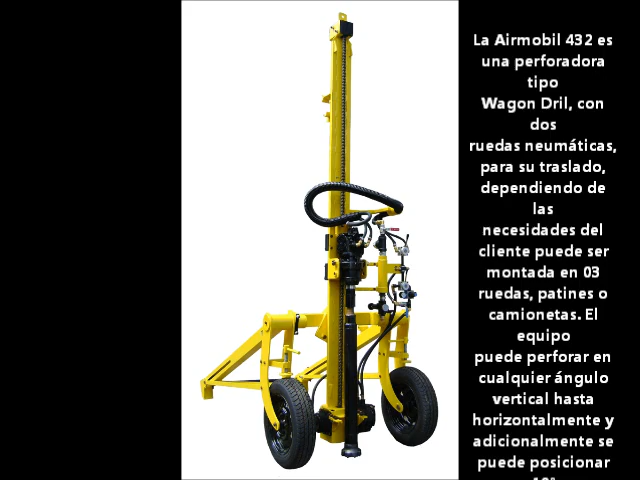 La Airmobil 432 es
una perforadora
tipo
Wagon Dril, con
dos
ruedas neumáticas,
para su traslado,
dependiendo de
las
necesidades del
cliente puede ser
montada en 03
ruedas, patines o
camionetas. El
equipo
puede perforar en
cualquier ángulo
vertical hasta
horizontalmente y
adicionalmente se
puede posicionar